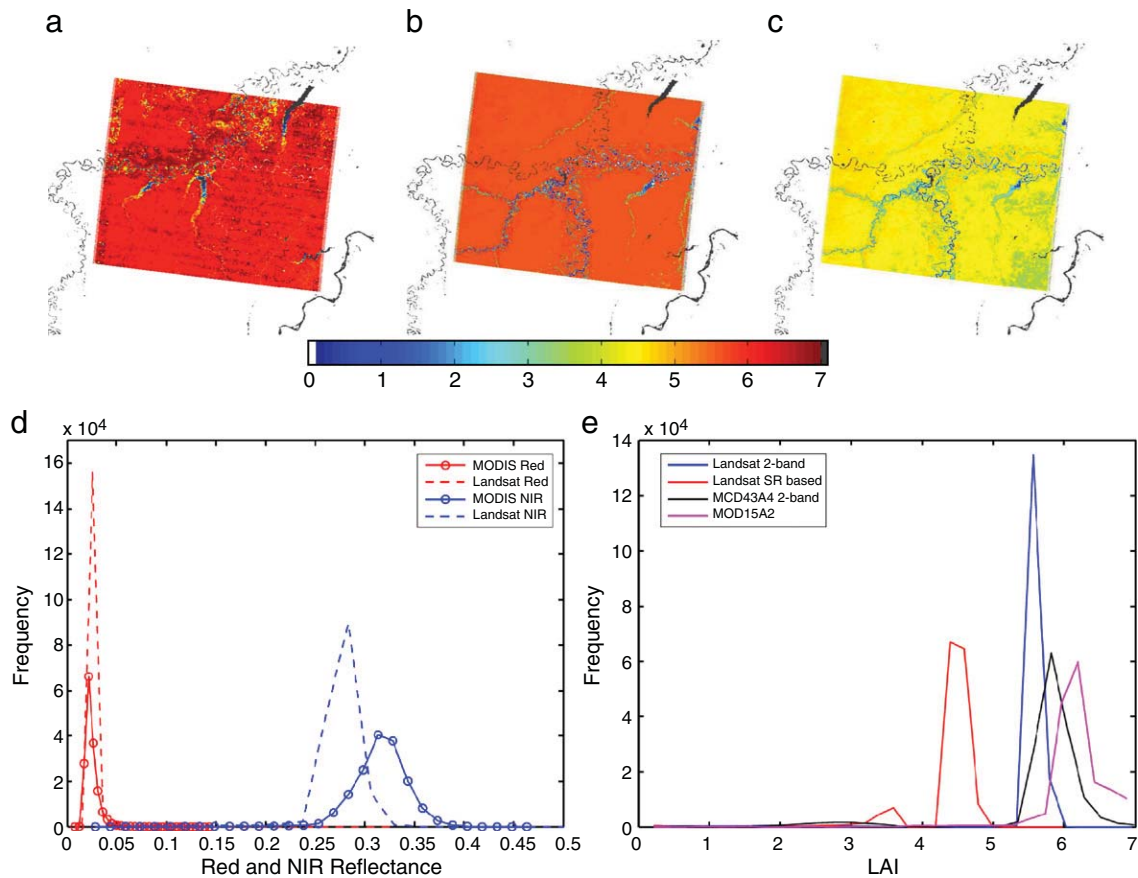 a
b
c
0 1 2 3 4 5 6 7
d
x 10⁴
16
14
12
10
8
6
4
2
0
Frequency
MODIS Red
Landsat Red
MODIS NIR
Landsat NIR
0 0.05 0.1 0.15 0.2 0.25 0.3 0.35 0.4 0.45 0.5
Red and NIR Reflectance
e
x 10⁴
14
12
10
8
6
4
2
0
Frequency
Landsat 2-band
Landsat SR based
MCD43A4 2-band
MOD15A2
0 1 2 3 4 5 6 7
LAI